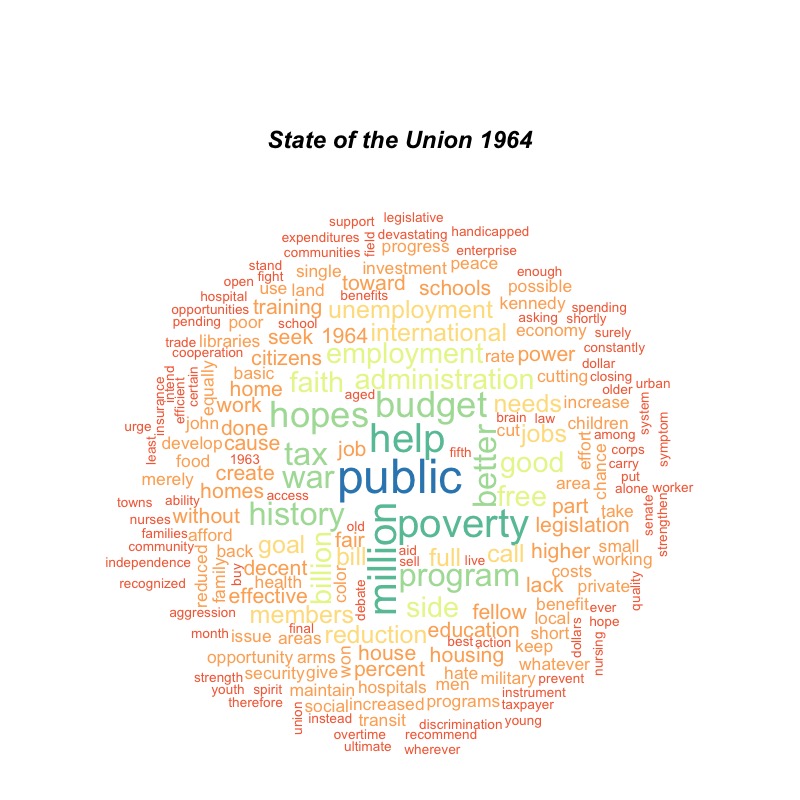 State of the Union 1964
support legislative
expenditures field devastating handicapped
communities progress enterprise
stand single investment peace enough
open fight use land toward schools possible
hospital benefits kennedy
opportunities training unemployment spending
pending poor school asking shortly
trade libraries seek 1964 international economy surely
cooperation citizens employment rate power constantly
basic dollar
equally home faith administration cutting closing urban
insurance intend efficient certain aged older
work hopes budget needs increase system
urge john done brain law children symptom
least develop cause help better cut jobs effort among
food 1963 tax job fifth good chance corps
merely create war public area carry
homes access free put alone worker
towns ability history million poverty part take senate
nurses without old legislation strengthen
families afford fair
community back goal billion bill aid full call higher small
independence reduced family buy decent sell live working
recognized health color program costs private quality
effective debate lack
aggression members side fellow benefit ever
final education local hope
month issue areas reduction best action short dollars
opportunity arms won house housing keep nursing
strength security give percent hate whatever
youth spirit maintain hospitals men military prevent
therefore social increased programs instrument
union instead transit taxpayer
discrimination young
overtime recommend
ultimate wherever